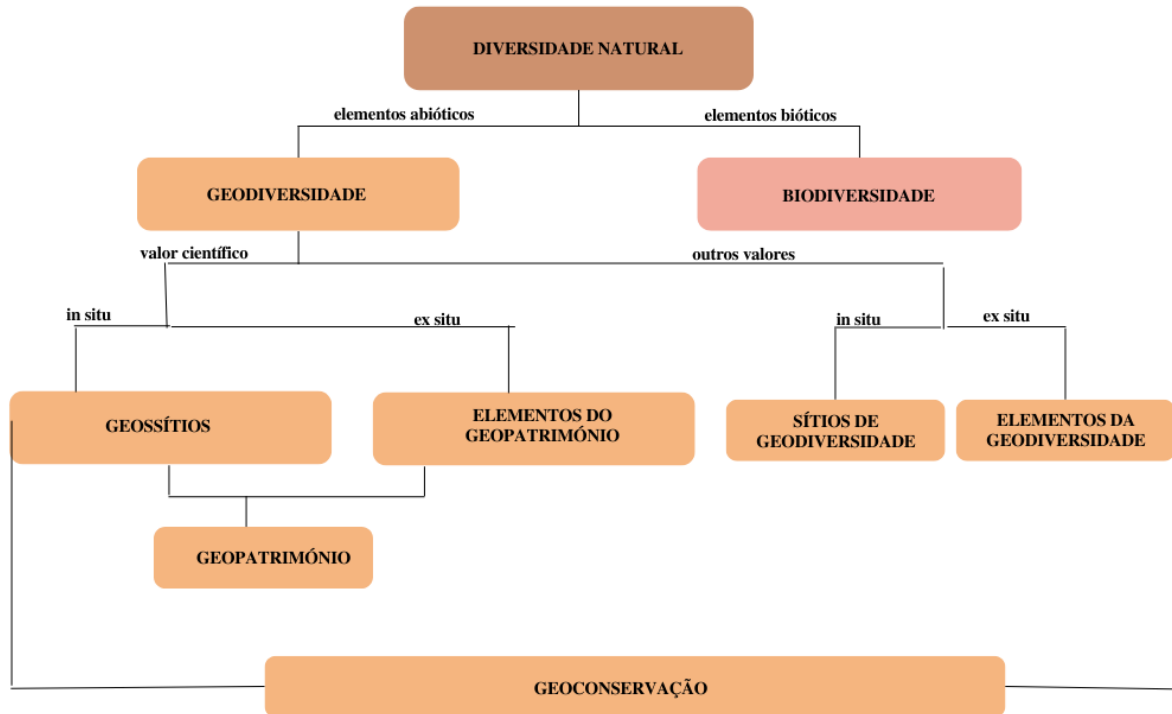 DIVERSIDADE NATURAL
elementos abióticos
elementos bióticos
GEODIVERSIDADE
BIODIVERSIDADE
valor científico
outros valores
in situ
ex situ
in situ
ex situ
GEOSSÍTIOS
ELEMENTOS DO
GEOPATRIMÓNIO
SÍTIOS DE
GEODIVERSIDADE
ELEMENTOS DA
GEODIVERSIDADE
GEOPATRIMÓNIO
GEOCONSERVAÇÃO